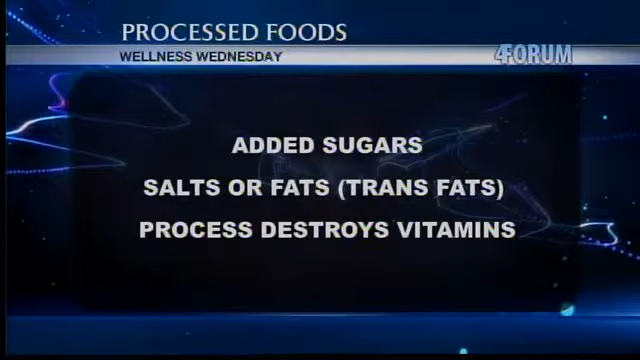 PROCESSED FOODS
WELLNESS WEDNESDAY
4FORUM
ADDED SUGARS
SALTS OR FATS (TRANS FATS)
PROCESS DESTROYS VITAMINS